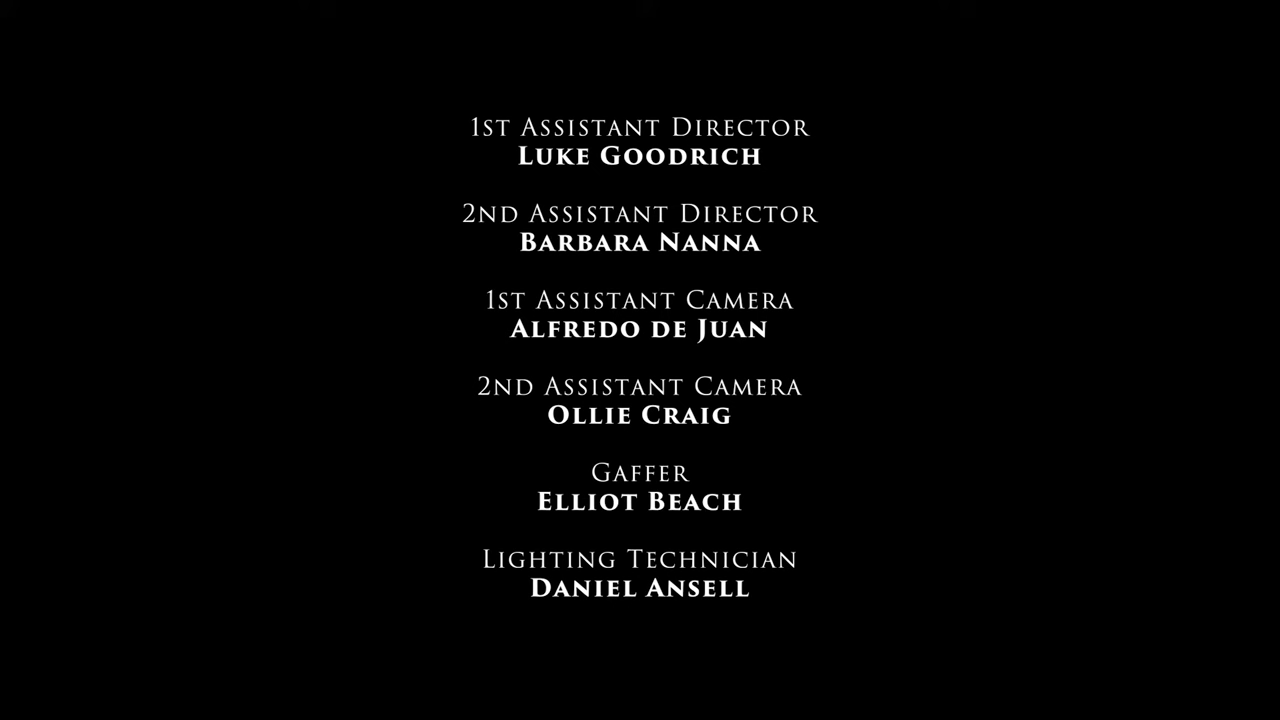 1st Assistant Director
Luke Goodrich
2nd Assistant Director
Barbara Nanna
1st Assistant Camera
Alfredo de Juan
2nd Assistant Camera
Ollie Craig
Gaffer
Elliot Beach
Lighting Technician
Daniel Ansell